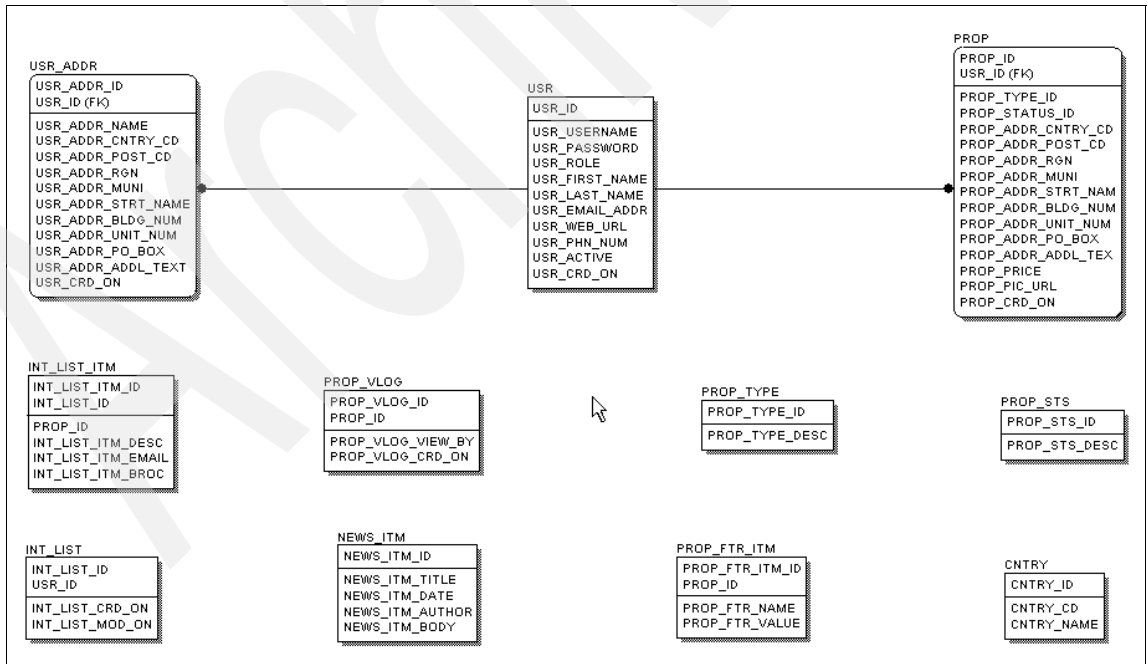 USR_ADDR
USR_ADDR_ID
USR_ID (FK)
USR_ADDR_NAME
USR_ADDR_CNTRY_CD
USR_ADDR_POST_CD
USR_ADDR_RGN
USR_ADDR_MUNI
USR_ADDR_STRT_NAME
USR_ADDR_BLDG_NUM
USR_ADDR_UNIT_NUM
USR_ADDR_PO_BOX
USR_ADDR_ADDL_TEXT
USR_CRD_ON
USR
USR_ID
USR_USERNAME
USR_PASSWORD
USR_ROLE
USR_FIRST_NAME
USR_LAST_NAME
USR_EMAIL_ADDR
USR_WEB_URL
USR_PHN_NUM
USR_ACTIVE
USR_CRD_ON
PROP
PROP_ID
USR_ID (FK)
PROP_TYPE_ID
PROP_STATUS_ID
PROP_ADDR_CNTRY_CD
PROP_ADDR_POST_CD
PROP_ADDR_RGN
PROP_ADDR_MUNI
PROP_ADDR_STRT_NAM
PROP_ADDR_BLDG_NUM
PROP_ADDR_UNIT_NUM
PROP_ADDR_PO_BOX
PROP_ADDR_ADDL_TEX
PROP_PRICE
PROP_PIC_URL
PROP_CRD_ON
INT_LIST_ITM
INT_LIST_ITM_ID
INT_LIST_ID
PROP_ID
INT_LIST_ITM_DESC
INT_LIST_ITM_EMAIL
INT_LIST_ITM_BROC
PROP_VLOG
PROP_VLOG_ID
PROP_ID
PROP_VLOG_VIEW_BY
PROP_VLOG_CRD_ON
PROP_TYPE
PROP_TYPE_ID
PROP_TYPE_DESC
PROP_STS
PROP_STS_ID
PROP_STS_DESC
INT_LIST
INT_LIST_ID
USR_ID
INT_LIST_CRD_ON
INT_LIST_MOD_ON
NEWS_ITM
NEWS_ITM_ID
NEWS_ITM_TITLE
NEWS_ITM_DATE
NEWS_ITM_AUTHOR
NEWS_ITM_BODY
PROP_FTR_ITM
PROP_FTR_ITM_ID
PROP_ID
PROP_FTR_NAME
PROP_FTR_VALUE
CNTRY
CNTRY_ID
CNTRY_CD
CNTRY_NAME